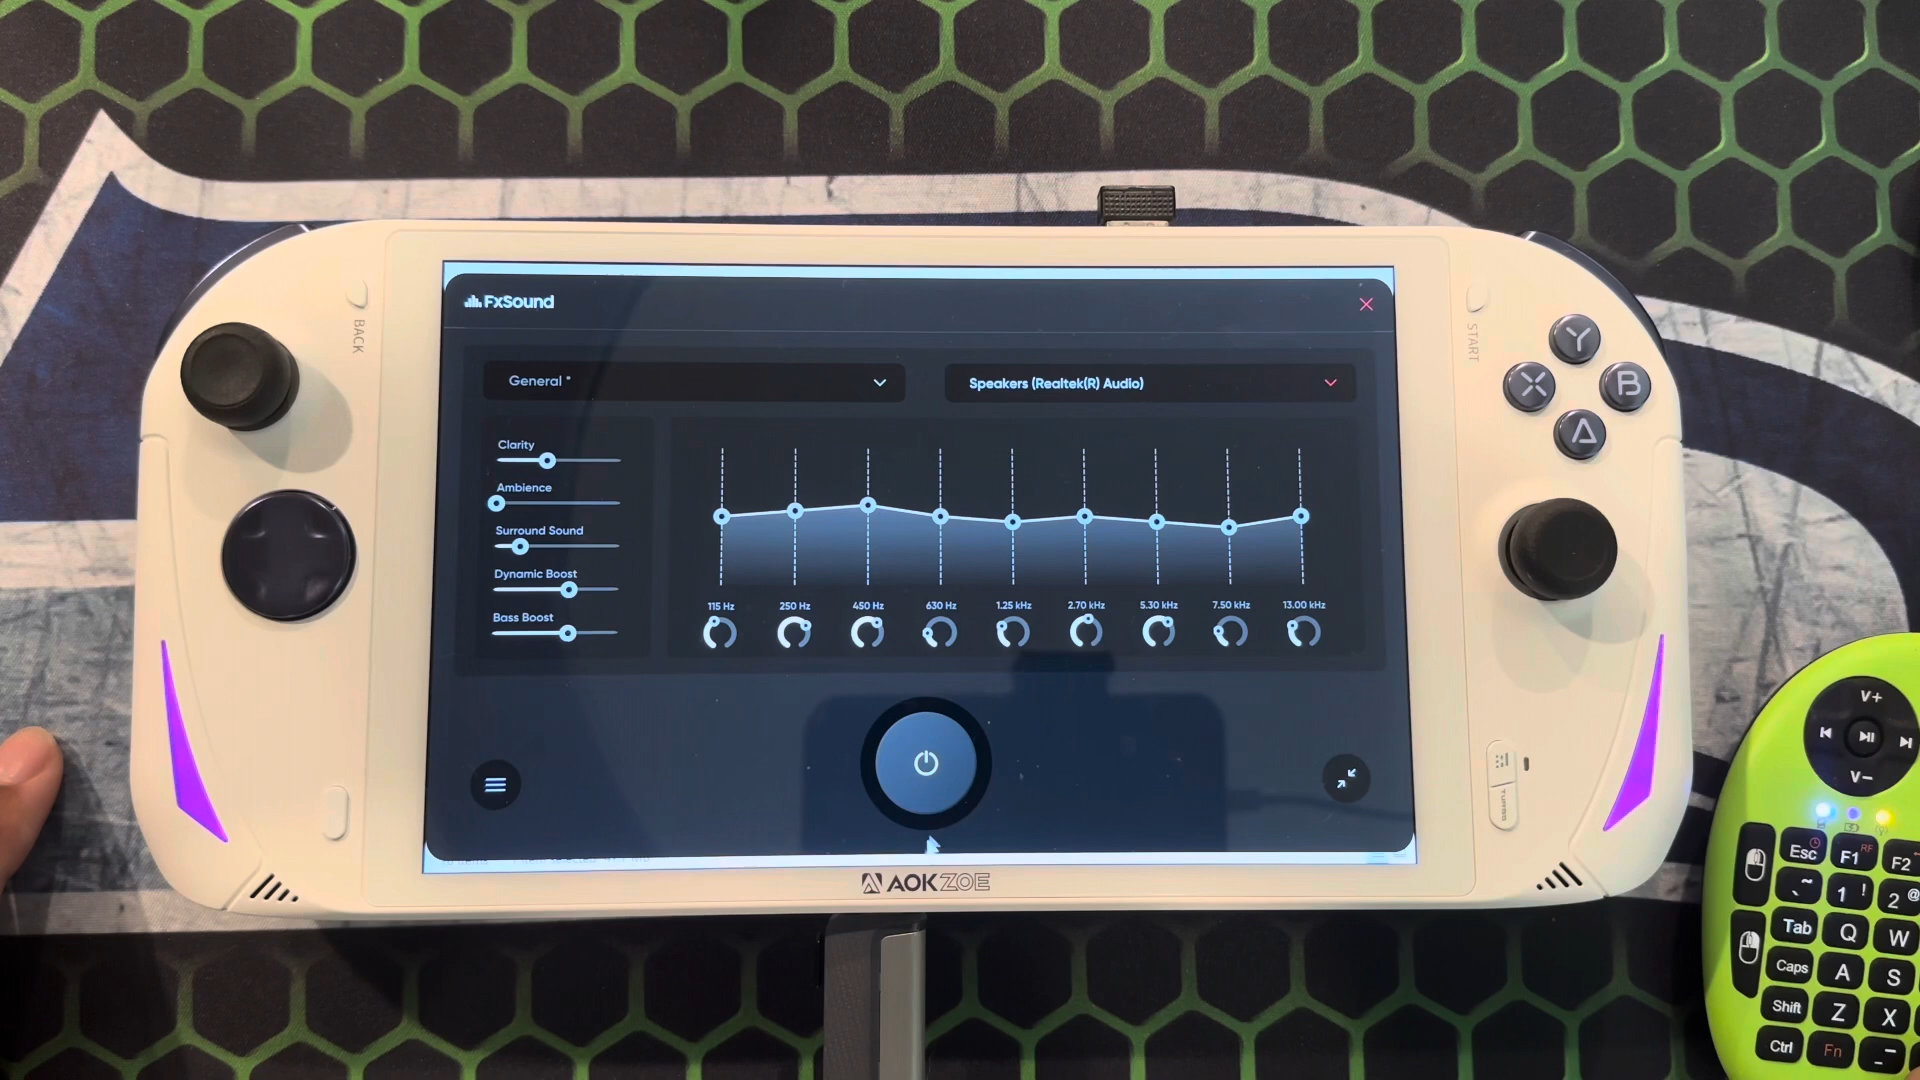 FxSound
BACK
START
General *
Speakers (Realtek(R) Audio)
Clarity
Ambience
Surround Sound
Dynamic Boost
Bass Boost
115 Hz 250 Hz 450 Hz 630 Hz 1.25 kHz 2.70 kHz 5.30 kHz 7.50 kHz 13.00 kHz
Y
X
B
A
TURBO
AOKZOE
V+
V-
Esc F1 RF F2
` ~ 1 ! 2 @
Tab Q W
Caps A S
Shift Z X
Ctrl Fn